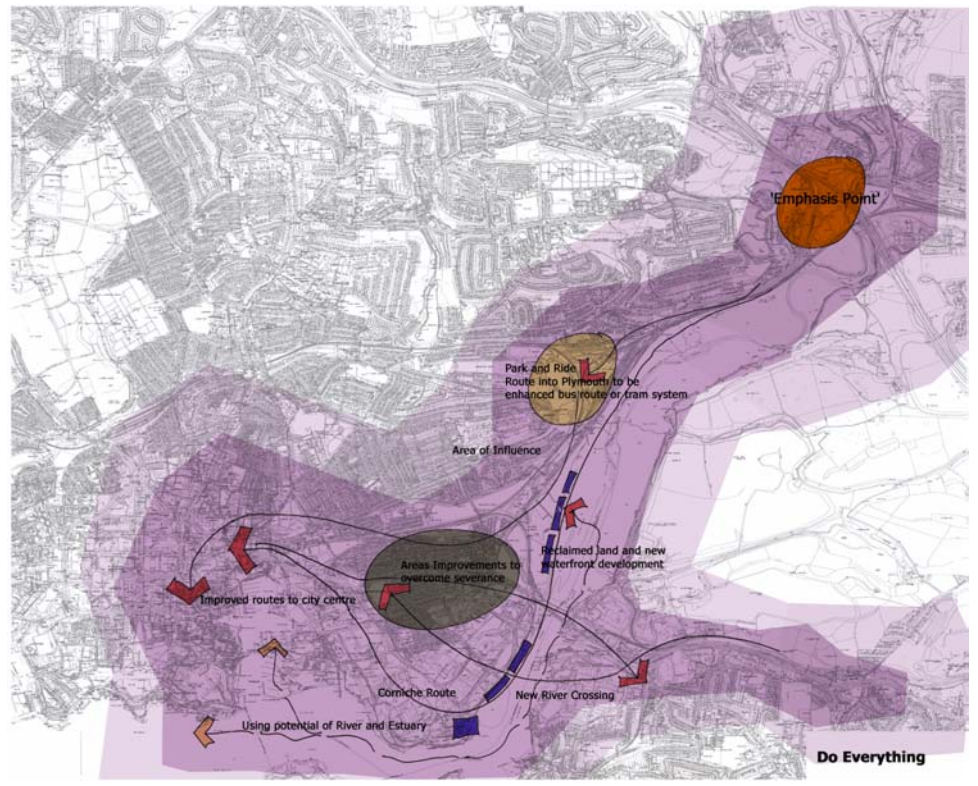 'Emphasis Point'
Park and Ride
Route into Plymouth to be
enhanced bus route or tram system
Area of Influence
Reclaimed land and new
waterfront development
Areas Improvements to
overcome severance
Improved routes to city centre
Corniche Route
New River Crossing
Using potential of River and Estuary
Do Everything